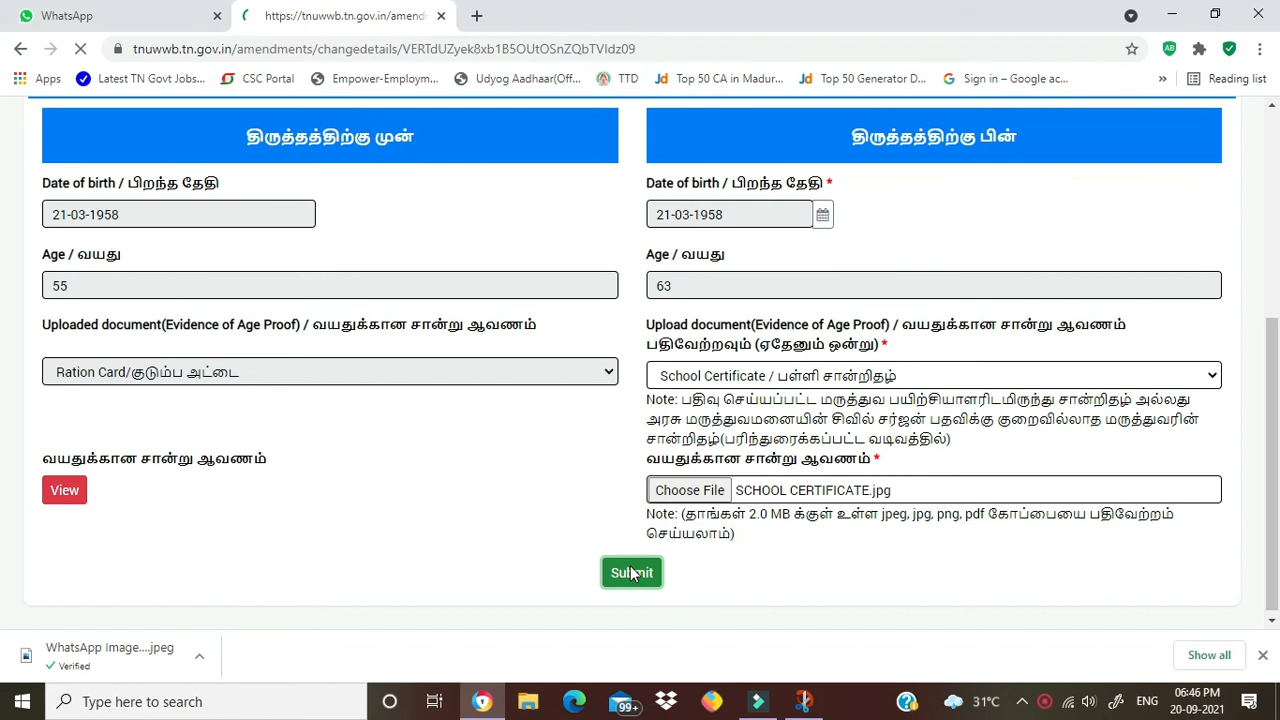 WhatsApp
https://tnuwwb.tn.gov.in/amend
tnuwwb.tn.gov.in/amendments/changedetails/VERTdUZyek8xb1B5OUtOSnZQbTVIdz09
Apps
Latest TN Govt Jobs...
CSC Portal
Empower-Employm...
Udyog Aadhaar(Of...
TTD
Top 50 CA in Madur...
Top 50 Generator D...
Sign in – Google ac...
»
Reading list
திருத்தத்திற்கு முன்
திருத்தத்திற்கு பின்
Date of birth / பிறந்த தேதி
Date of birth / பிறந்த தேதி *
21-03-1958
21-03-1958
Age / வயது
Age / வயது
55
63
Uploaded document(Evidence of Age Proof) / வயதுக்கான சான்று ஆவணம்
Upload document(Evidence of Age Proof) / வயதுக்கான சான்று ஆவணம்
பதிவேற்றவும் (ஏதேனும் ஒன்று) *
Ration Card/குடும்ப அட்டை
School Certificate / பள்ளி சான்றிதழ்
Note: பதிவு செய்யப்பட்ட மருத்துவ பயிற்சியாளரிடமிருந்து சான்றிதழ் அல்லது
அரசு மருத்துவமனையின் சிவில் சர்ஜன் பதவிக்கு குறைவில்லாத மருத்துவரின்
சான்றிதழ்(பரிந்துரைக்கப்பட்ட வடிவத்தில்)
வயதுக்கான சான்று ஆவணம்
வயதுக்கான சான்று ஆவணம் *
View
Choose File SCHOOL CERTIFICATE.jpg
Note: (தாங்கள் 2.0 MB க்குள் உள்ள jpeg, jpg, png, pdf கோப்பையை பதிவேற்றம்
செய்யலாம்)
Submit
WhatsApp Image....jpeg
Verified
Show all
Type here to search
99+
31°C
ENG
06:46 PM
20-09-2021